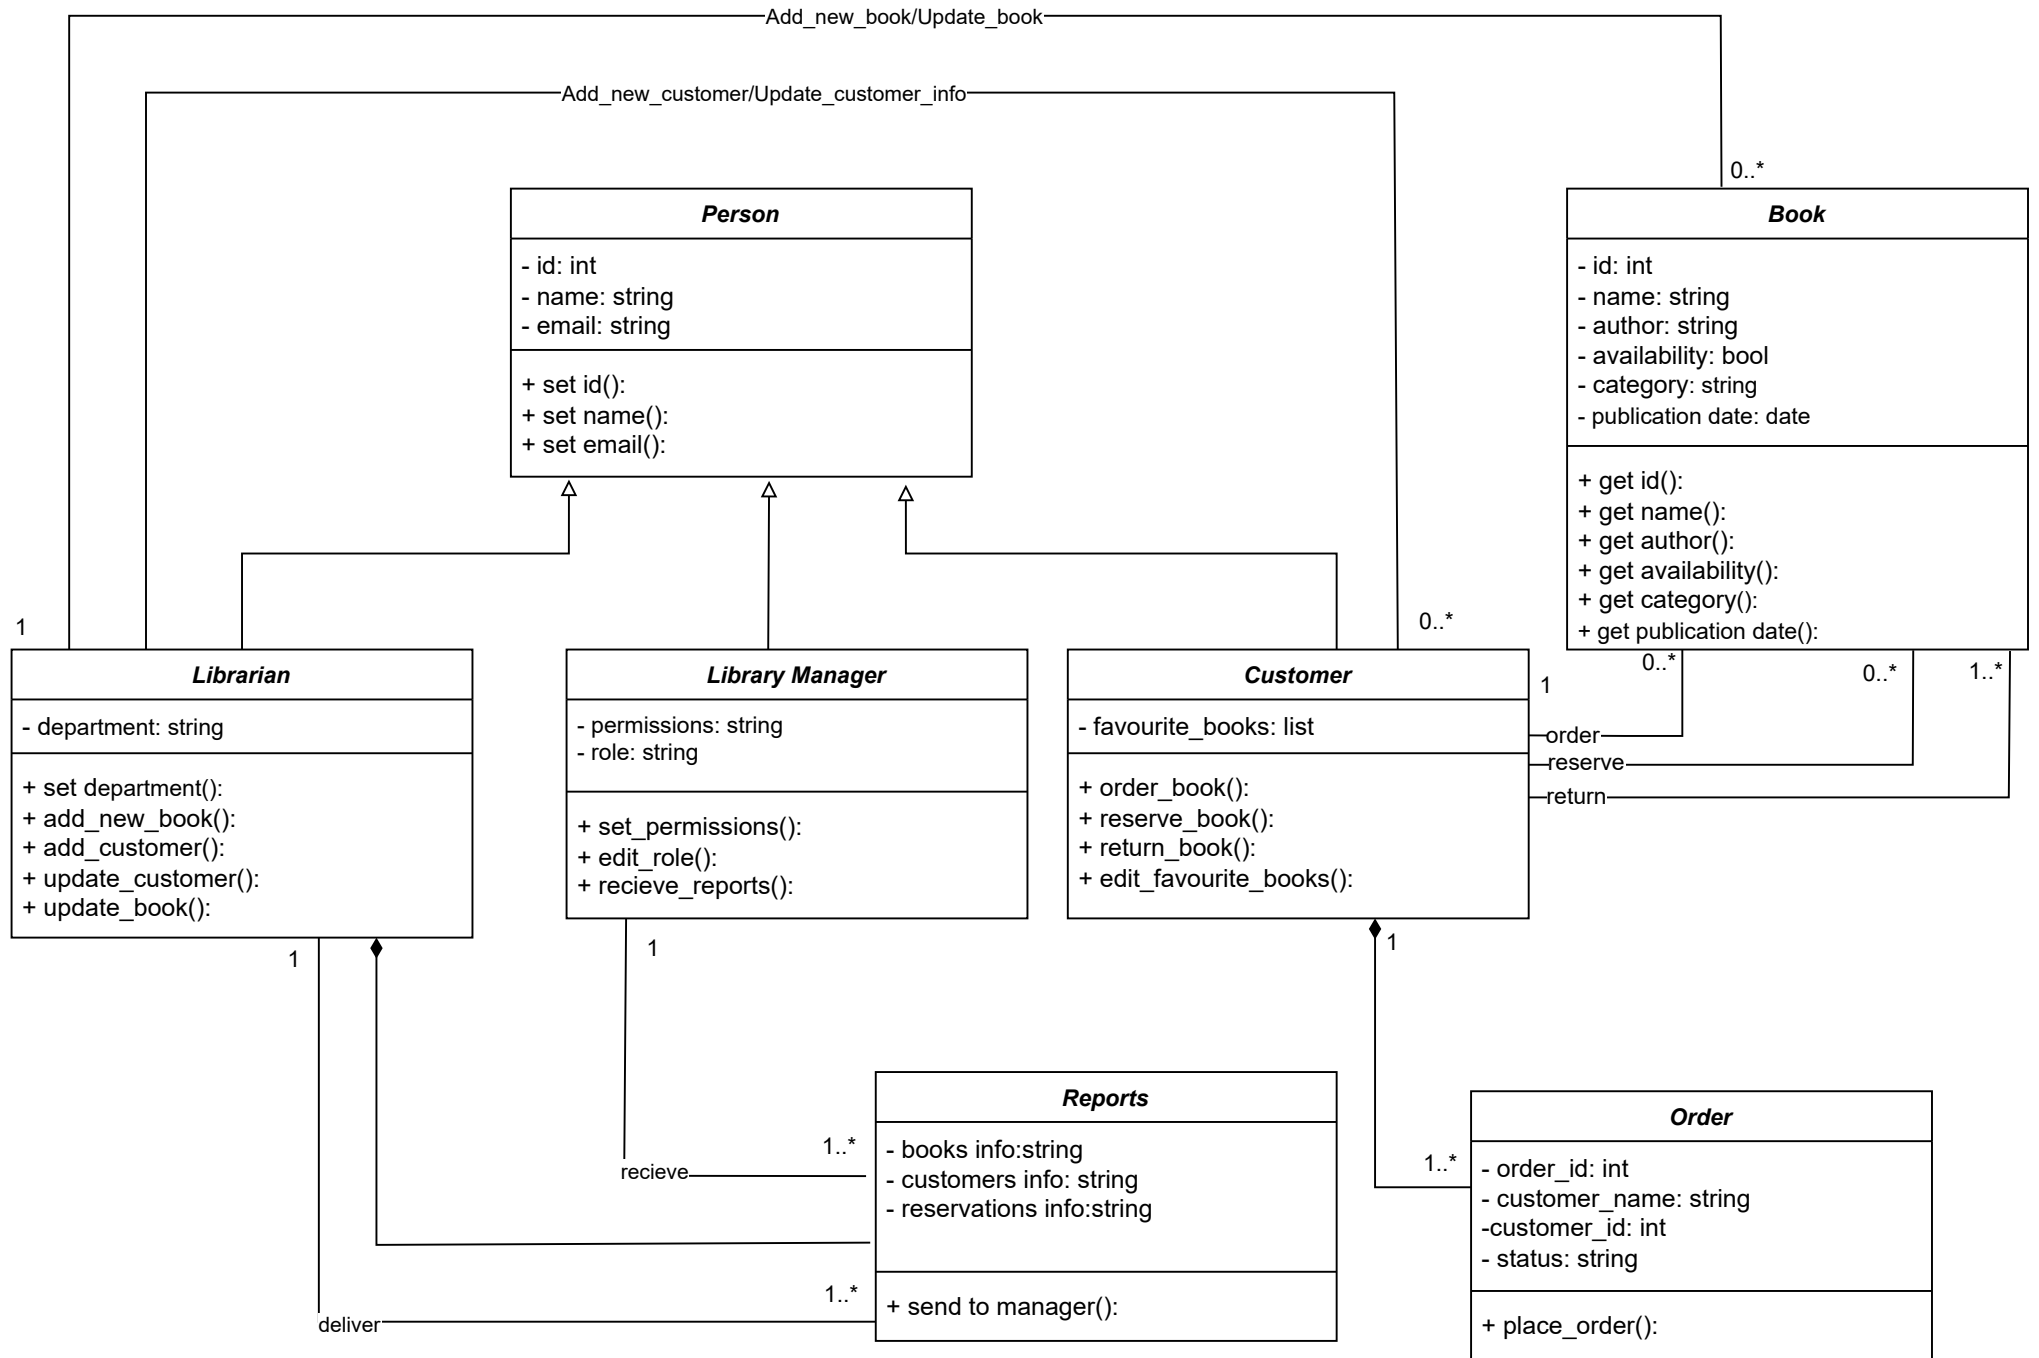 Add_new_book/Update_book
Add_new_customer/Update_customer_info
0..*
Person
- id: int
- name: string
- email: string
+ set id():
+ set name():
+ set email():
Book
- id: int
- name: string
- author: string
- availability: bool
- category: string
- publication date: date
+ get id():
+ get name():
+ get author():
+ get availability():
+ get category():
+ get publication date():
1
0..*
0..*
0..*
1..*
1
Librarian
- department: string
+ set department():
+ add_new_book():
+ add_customer():
+ update_customer():
+ update_book():
Library Manager
- permissions: string
- role: string
+ set_permissions():
+ edit_role():
+ recieve_reports():
Customer
- favourite_books: list
+ order_book():
+ reserve_book():
+ return_book():
+ edit_favourite_books():
order
reserve
return
1
1
1
Reports
- books info:string
- customers info: string
- reservations info:string
+ send to manager():
1..*
recieve
1..*
deliver
1..*
Order
- order_id: int
- customer_name: string
-customer_id: int
- status: string
+ place_order():